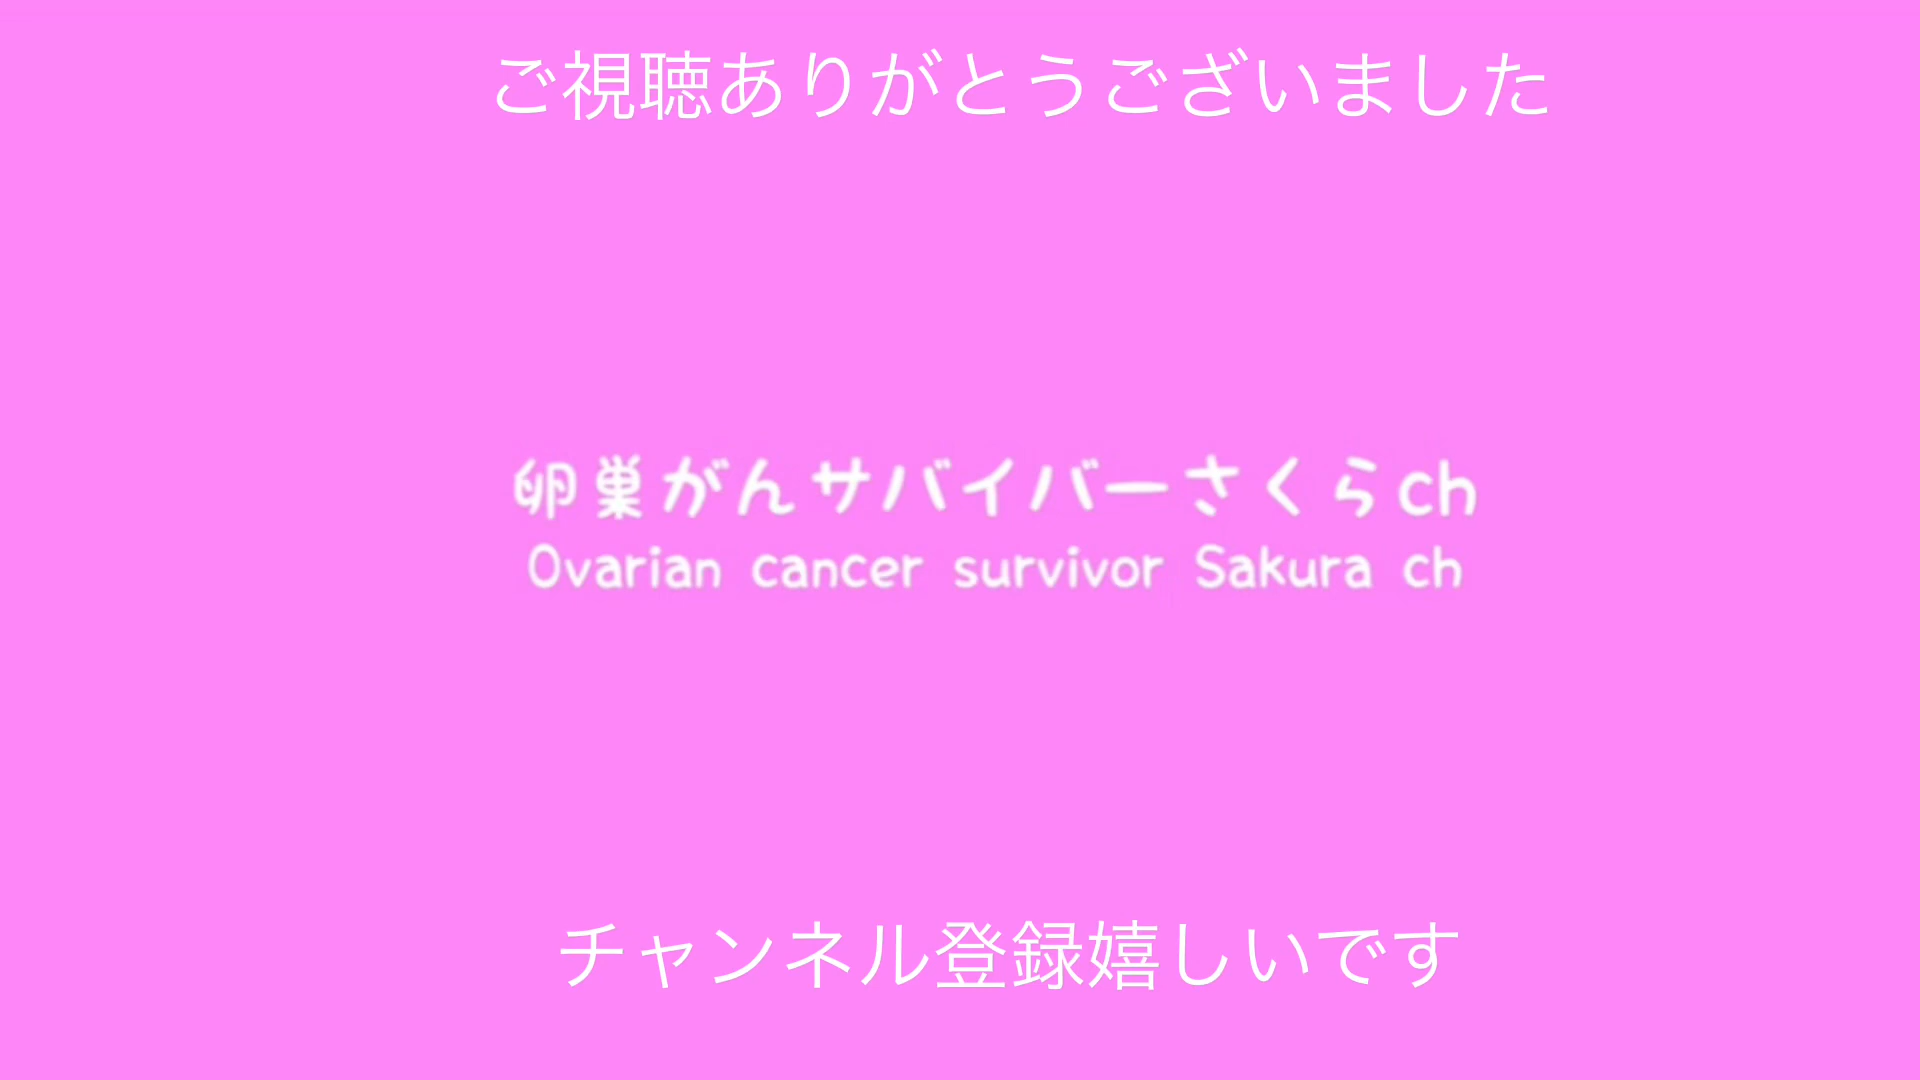 ご視聴ありがとうございました
卵巣がんサバイバーさくらch
Ovarian cancer survivor Sakura ch
チャンネル登録嬉しいです